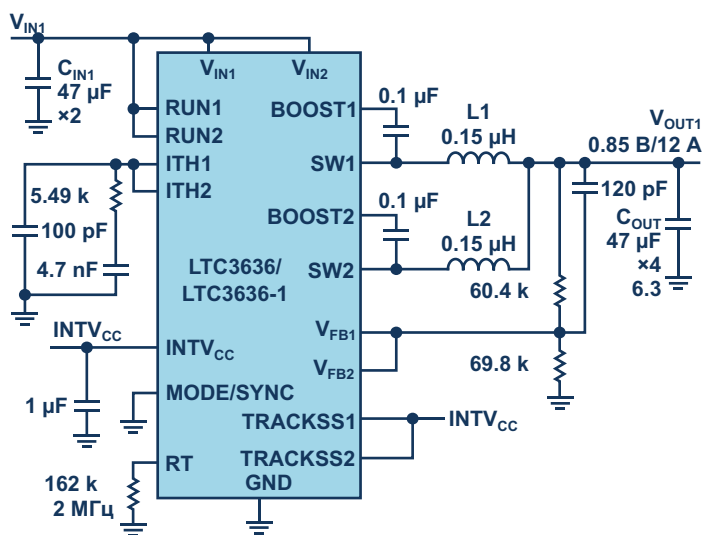 VIN1
CIN1
47 µF
×2
VIN1
VIN2
RUN1
RUN2
ITH1
ITH2
5.49 k
100 pF
4.7 nF
INTVCC
INTVCC
1 µF
MODE/SYNC
RT
162 k
2 МГц
LTC3636/
LTC3636-1
GND
BOOST1
0.1 µF
SW1
L1
0.15 µH
BOOST2
0.1 µF
SW2
L2
0.15 µH
VOUT1
0.85 В/12 А
120 pF
COUT
47 µF
×4
6.3
60.4 k
VFB1
VFB2
69.8 k
TRACKSS1
INTVCC
TRACKSS2